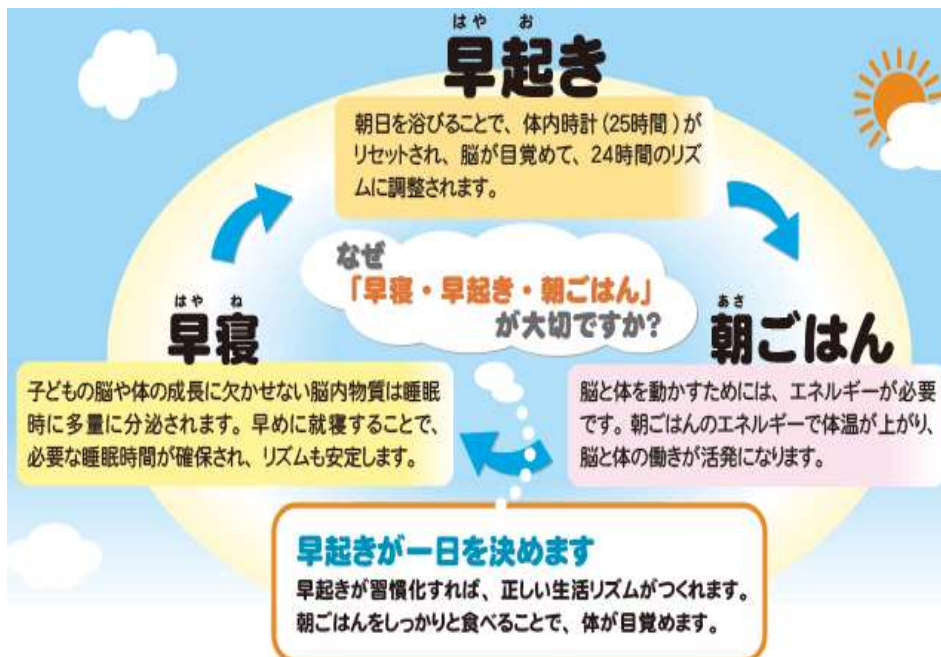 はや お
早起き
朝日を浴びることで、体内時計(25時間)が
リセットされ、脳が目覚めて、24時間のリズ
ムに調整されます。
なぜ
「早寝・早起き・朝ごはん」
が大切ですか?
はや ね
早寝
子どもの脳や体の成長に欠かせない脳内物質は睡眠
時に多量に分泌されます。早めに就寝することで、
必要な睡眠時間が確保され、リズムも安定します。
あさ
朝ごはん
脳と体を動かすためには、エネルギーが必要
です。朝ごはんのエネルギーで体温が上がり、
脳と体の働きが活発になります。
早起きが一日を決めます
早起きが習慣化すれば、正しい生活リズムがつくれます。
朝ごはんをしっかりと食べることで、体が目覚めます。